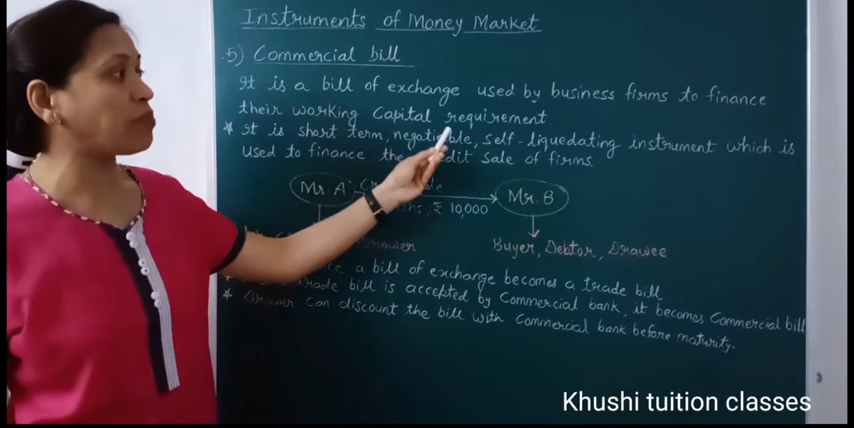 Instruments of Money Market
5) Commercial bill
It is a bill of exchange used by business firms to finance
their working Capital requirement
* It is short term, negotiable, self-liquedating instrument which is
used to finance the credit sale of firms.
Mr A
Mr. B
₹ 10,000
Drawer
Buyer, Debtor, Drawee
a bill of exchange becomes a trade bill.
trade bill is accepted by Commercial bank, it becomes Commercial bill
* Drawer can discount the bill with Commercial bank before maturity.
Khushi tuition classes